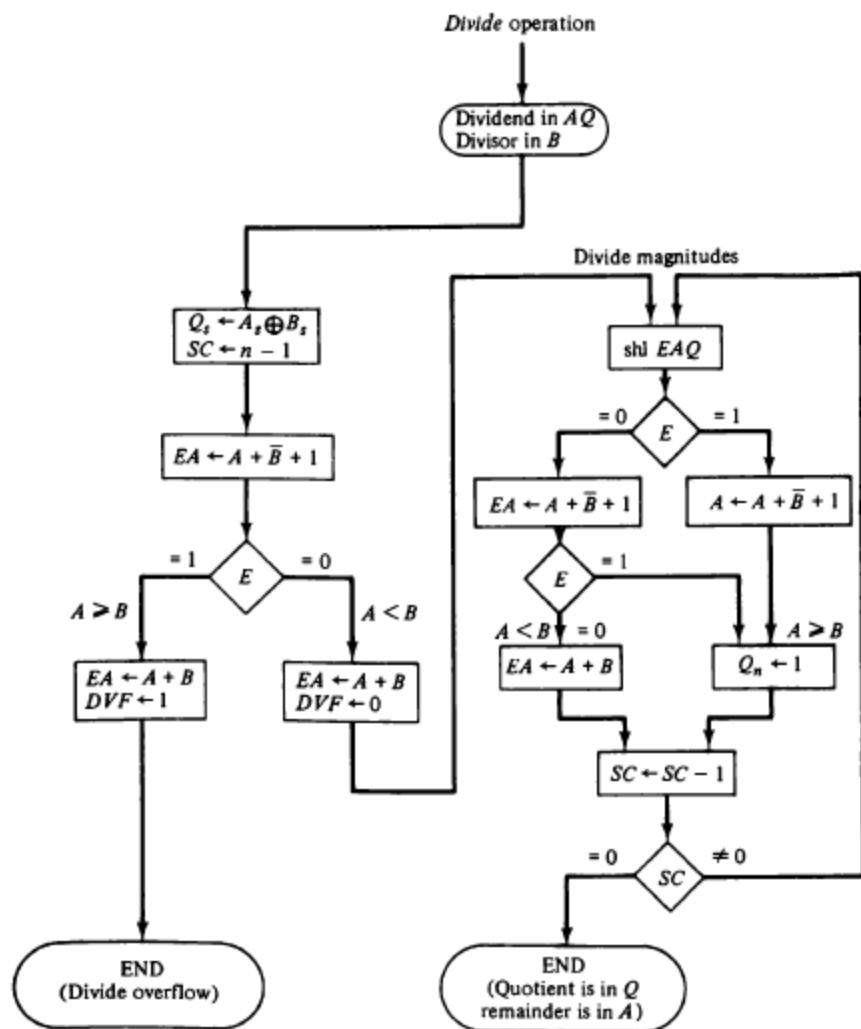 Divide operation
Dividend in AQ
Divisor in B
Divide magnitudes
Qₛ ← Aₛ ⊕ Bₛ
SC ← n − 1
shl EAQ
= 0
E
= 1
EA ← A + B̅ + 1
EA ← A + B̅ + 1
A ← A + B̅ + 1
= 1
E
= 0
E
= 1
A ⩾ B
A < B
A < B
= 0
A ⩾ B
EA ← A + B
DVF ← 1
EA ← A + B
DVF ← 0
EA ← A + B
Qₙ ← 1
SC ← SC − 1
= 0
SC
≠ 0
END
(Divide overflow)
END
(Quotient is in Q
remainder is in A)